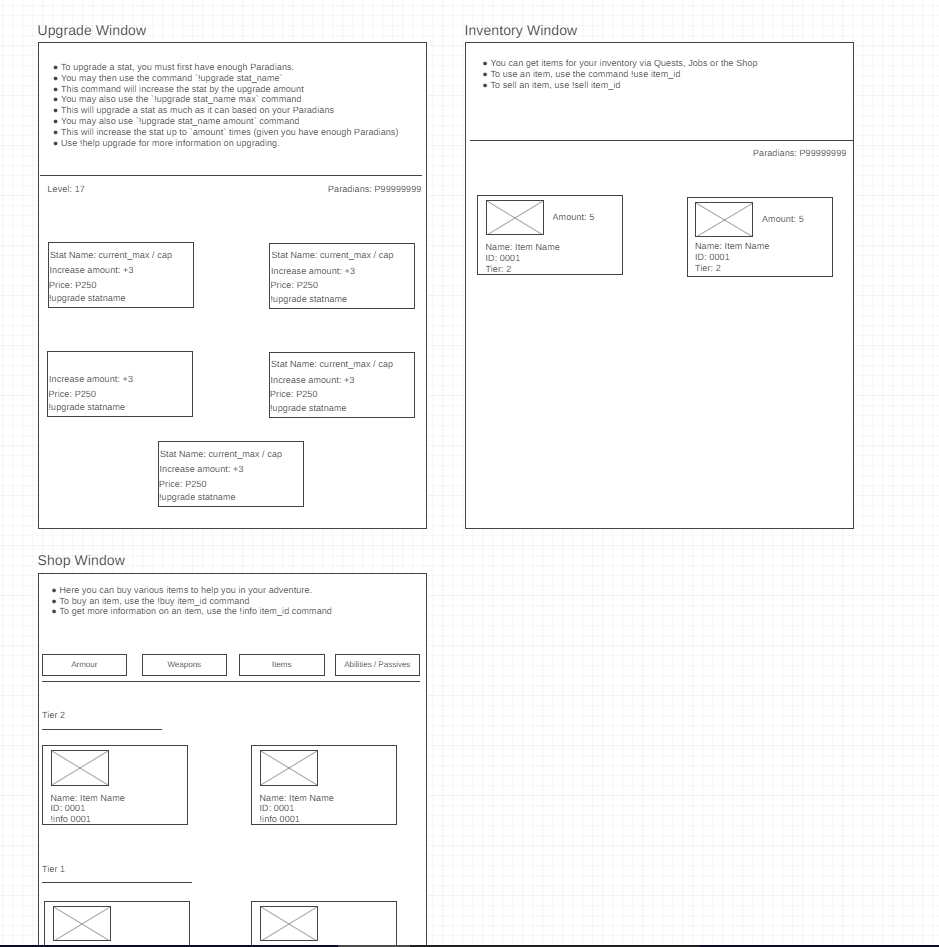 Upgrade Window
● To upgrade a stat, you must first have enough Paradians.
● You may then use the command `!upgrade stat_name`
● This command will increase the stat by the upgrade amount
● You may also use the `!upgrade stat_name max` command
● This will upgrade a stat as much as it can based on your Paradians
● You may also use `!upgrade stat_name amount` command
● This will increase the stat up to `amount` times (given you have enough Paradians)
● Use !help upgrade for more information on upgrading.
Level: 17
Paradians: P99999999
Stat Name: current_max / cap
Increase amount: +3
Price: P250
!upgrade statname
Stat Name: current_max / cap
Increase amount: +3
Price: P250
!upgrade statname
Increase amount: +3
Price: P250
!upgrade statname
Stat Name: current_max / cap
Increase amount: +3
Price: P250
!upgrade statname
Stat Name: current_max / cap
Increase amount: +3
Price: P250
!upgrade statname
Inventory Window
● You can get items for your inventory via Quests, Jobs or the Shop
● To use an item, use the command !use item_id
● To sell an item, use !sell item_id
Paradians: P99999999
Amount: 5
Name: Item Name
ID: 0001
Tier: 2
Amount: 5
Name: Item Name
ID: 0001
Tier: 2
Shop Window
● Here you can buy various items to help you in your adventure.
● To buy an item, use the !buy item_id command
● To get more information on an item, use the !info item_id command
Armour
Weapons
Items
Abilities / Passives
Tier 2
Name: Item Name
ID: 0001
!info 0001
Name: Item Name
ID: 0001
!info 0001
Tier 1